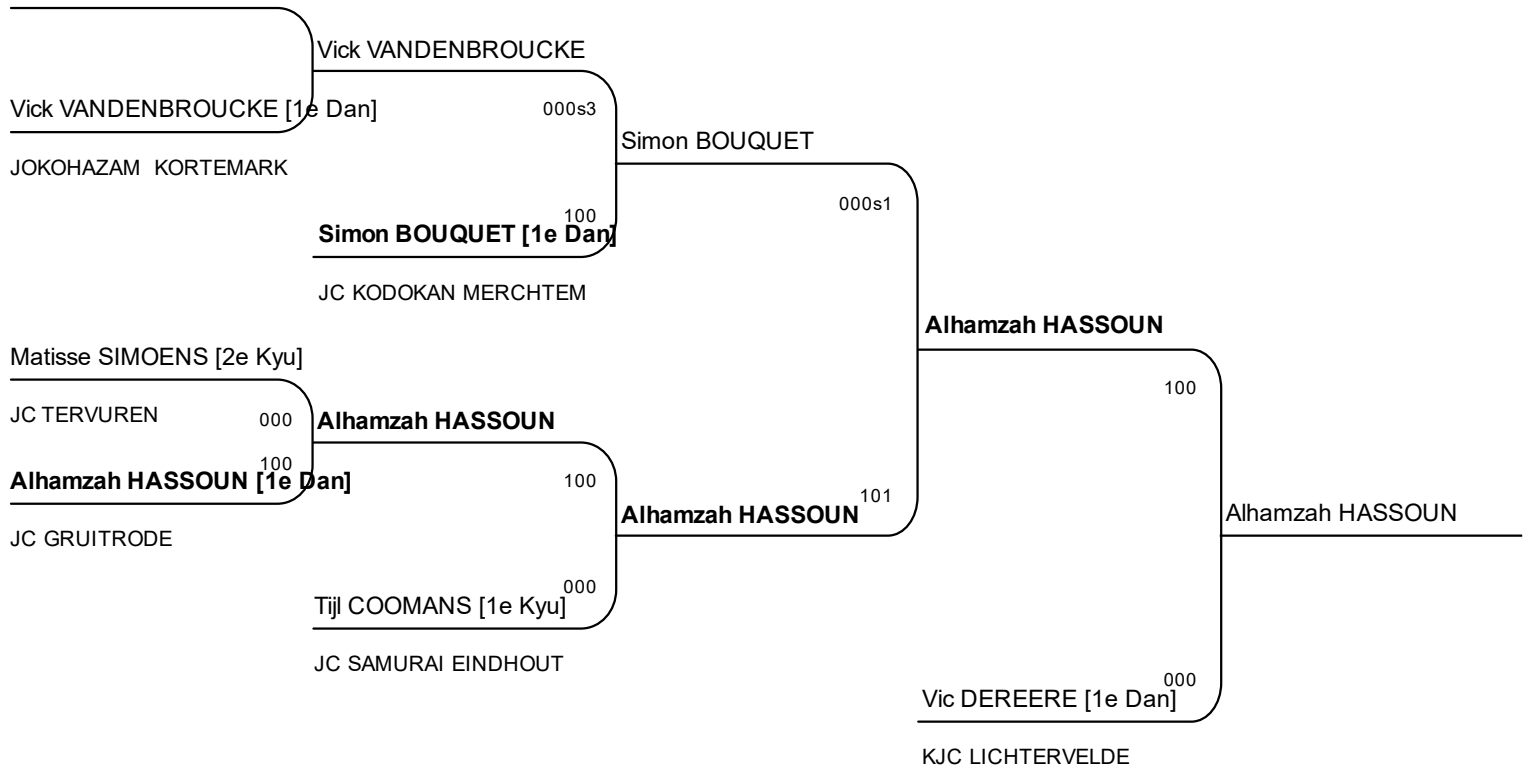 Vick VANDENBROUCKE
Vick VANDENBROUCKE [1e Dan]
000s3
JOKOHAZAM KORTEMARK
Simon BOUQUET
000s1
100
Simon BOUQUET [1e Dan]
JC KODOKAN MERCHTEM
Alhamzah HASSOUN
Matisse SIMOENS [2e Kyu]
100
JC TERVUREN
000
Alhamzah HASSOUN
100
Alhamzah HASSOUN [1e Dan]
100
101
Alhamzah HASSOUN
Alhamzah HASSOUN
JC GRUITRODE
000
Tijl COOMANS [1e Kyu]
JC SAMURAI EINDHOUT
000
Vic DEREERE [1e Dan]
KJC LICHTERVELDE